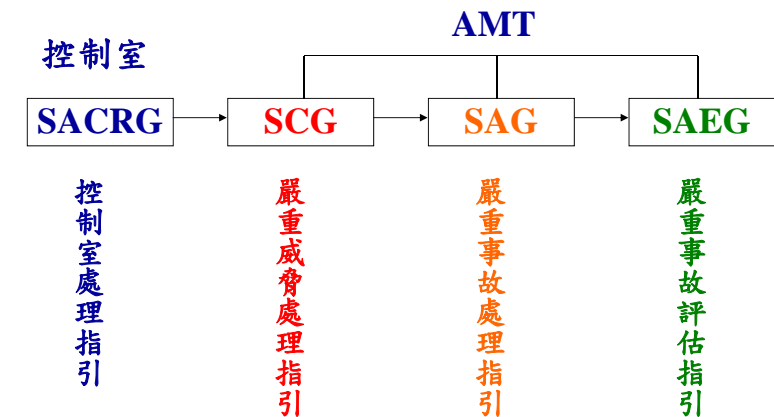 AMT
控制室
SACRG
SCG
SAG
SAEG
控制室處理指引
嚴重威脅處理指引
嚴重事故處理指引
嚴重事故評估指引